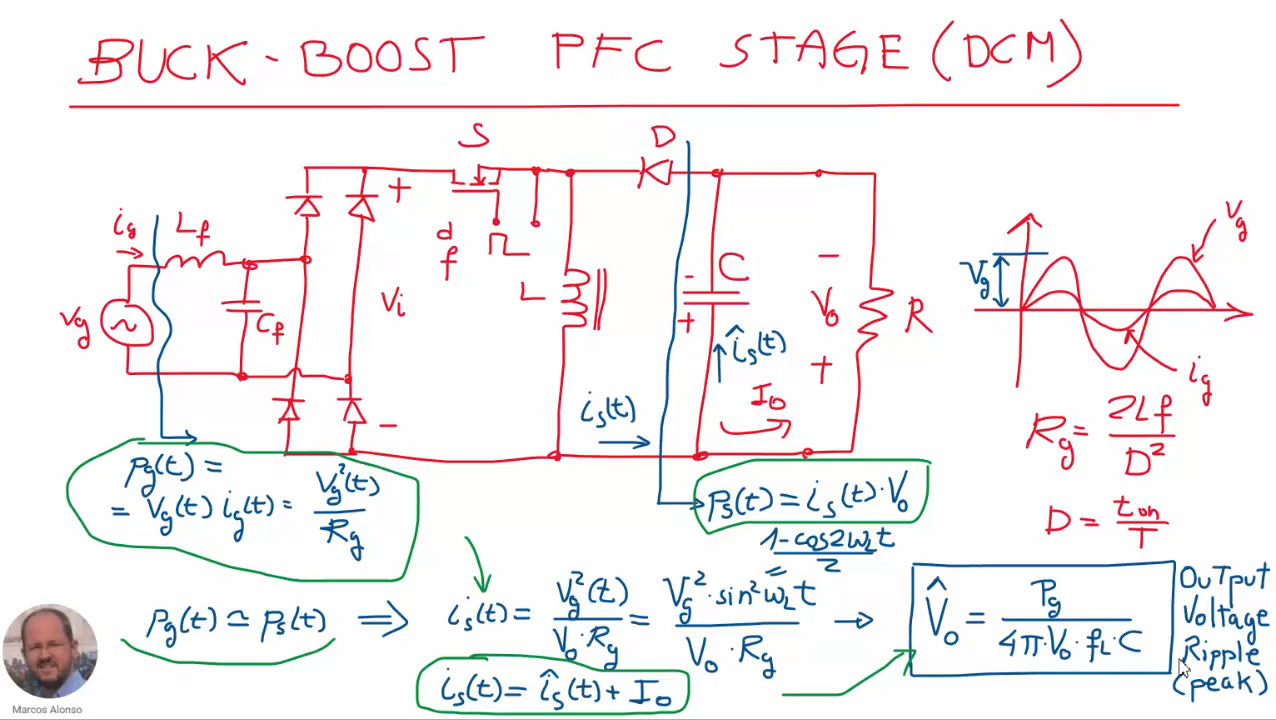 BUCK-BOOST PFC STAGE (DCM)
S
D
ig
Lf
+
d
f
L
-
C
-
Vg
Cf
Vi
+
Vo
R
îs(t)
+
is(t)
Io
-
Vg
Vg
ig
Rg = 2Lf / D²
D = ton / T
pg(t) =
= Vg(t) ig(t) = Vg²(t) / Rg
ps(t) = is(t) · Vo
1 - cos2ωLt / 2
pg(t) ≃ ps(t) ⟹ is(t) = Vg²(t) / Vo · Rg = Vg² · sin² ωLt / Vo · Rg → V̂o = Pg / 4π · Vo · fL · C
is(t) = îs(t) + Io
OuTput
Voltage
Ripple
(peak)
Marcos Alonso